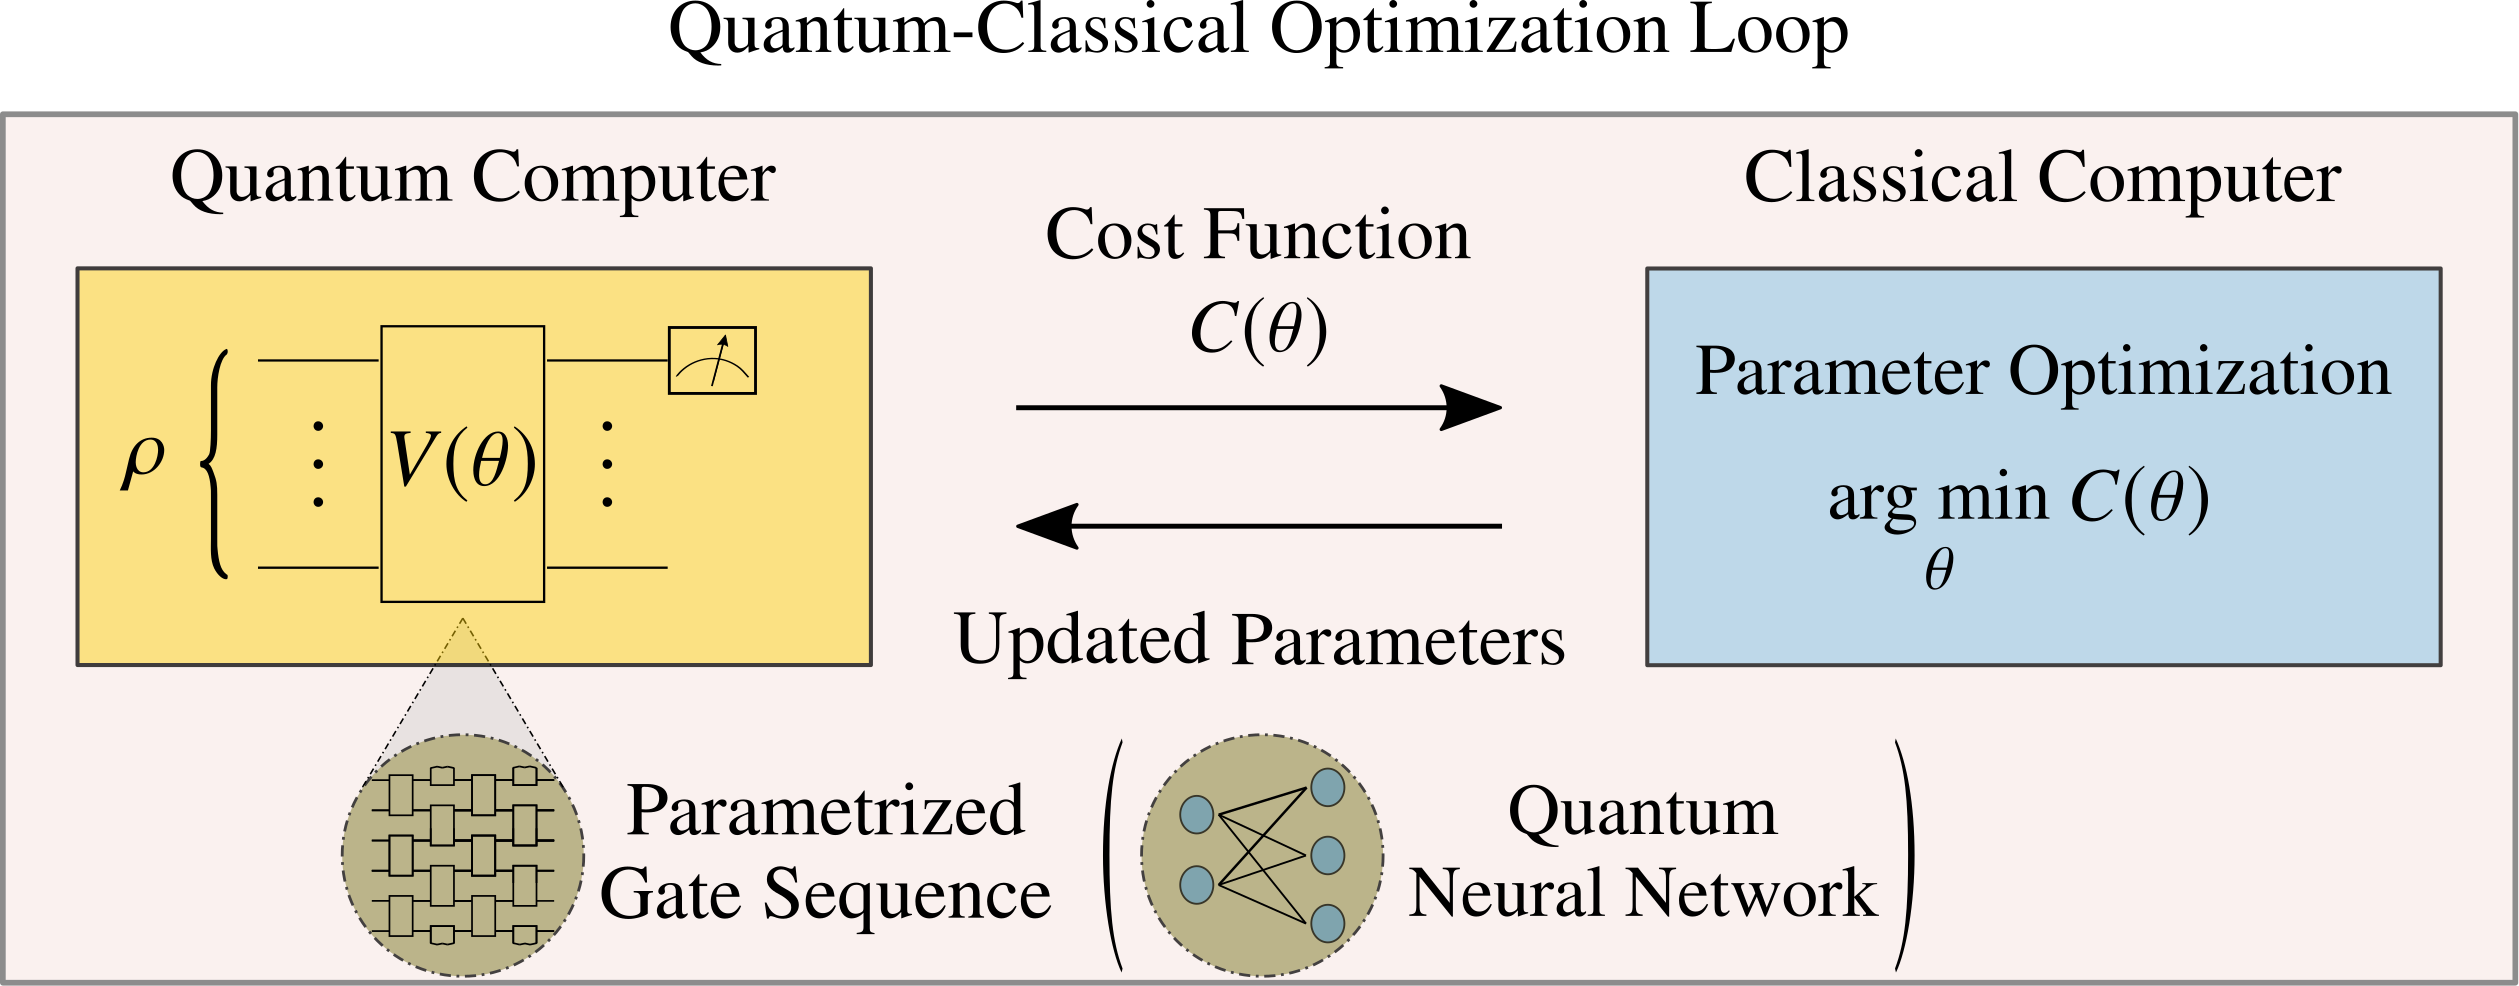 Quantum-Classical Optimization Loop
Quantum Computer
Classical Computer
Cost Function
C(θ)
Parameter Optimization
ρ
V(θ)
arg min C(θ)
θ
Updated Parameters
Parametrized
Gate Sequence
Quantum
Neural Network